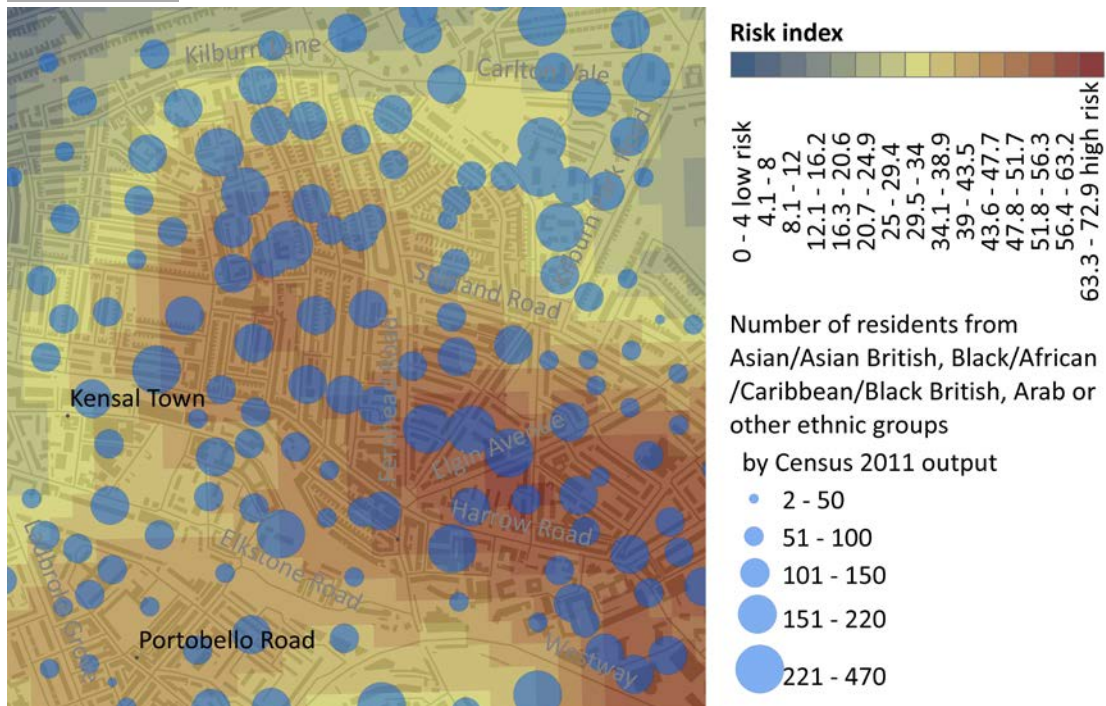 Kilburn Lane
Carlton Vale
Shirland Road
Fernhead Road
Kensal Town
Elgin Avenue
Harrow Road
Elkstone Road
Ladbroke Grove
Portobello Road
Westway
Risk index
0 - 4 low risk
4.1 - 8
8.1 - 12
12.1 - 16.2
16.3 - 20.6
20.7 - 24.9
25 - 29.4
29.5 - 34
34.1 - 38.9
39 - 43.5
43.6 - 47.7
47.8 - 51.7
51.8 - 56.3
56.4 - 63.2
63.3 - 72.9 high risk
Number of residents from
Asian/Asian British, Black/African
/Caribbean/Black British, Arab or
other ethnic groups
by Census 2011 output
2 - 50
51 - 100
101 - 150
151 - 220
221 - 470